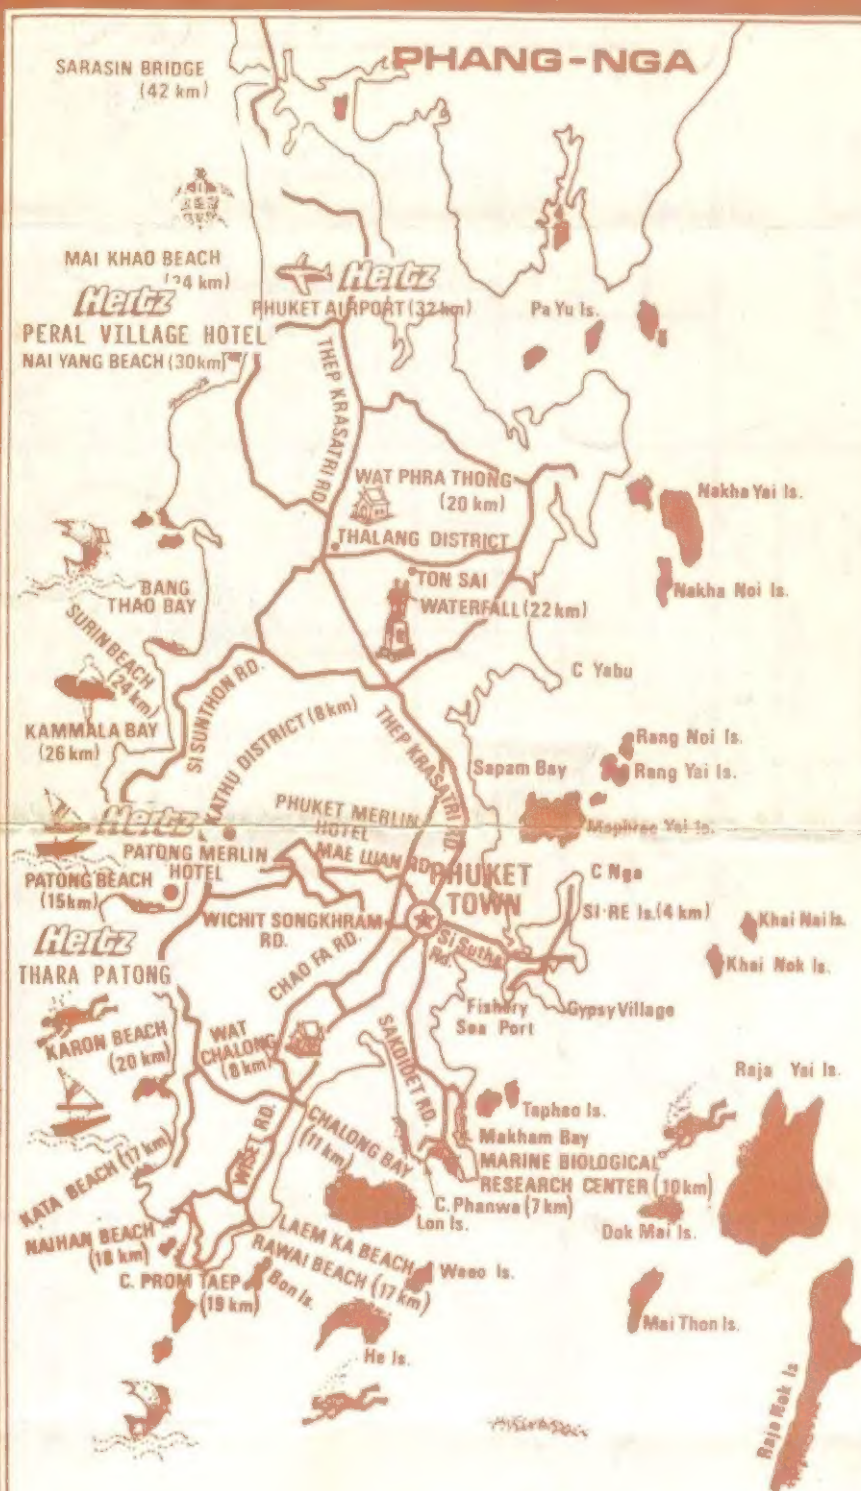 PHANG-NGA
SARASIN BRIDGE
(42 km)
MAI KHAO BEACH
(34 km)
Hertz
PERAL VILLAGE HOTEL
NAI YANG BEACH (30km)
Hertz
PHUKET AIRPORT (32km)
Pa Yu Is.
THEP KRASATRI RD.
WAT PHRA THONG
(20 km)
THALANG DISTRICT
TON SAI
WATERFALL (22 km)
Nakha Yai Is.
Nakha Noi Is.
BANG
THAO BAY
SURIN BEACH
(24 km)
KAMMALA BAY
(26 km)
SI SUNTHON RD.
KATHU DISTRICT (8 km)
THEP KRASATRI RD.
C Yabu
Sapam Bay
Rang Noi Is.
Rang Yai Is.
Yai Is.
Hertz
PATONG MERLIN
HOTEL
PATONG BEACH
(15km)
PHUKET MERLIN
HOTEL
MAE LUAN RD.
PHUKET
TOWN
C Nga
SI-RE Is. (4 km)
Khai Nai Is.
Khai Nok Is.
WICHIT SONGKHRAM
RD.
Hertz
THARA PATONG
CHAO FA RD.
Si Suthat
Rd.
Fishery
Sea Port
Gypsy Village
KARON BEACH
(20 km)
WAT
CHALONG
(8 km)
SAKDIDET RD.
Raja Yai Is.
Taphao Is.
Makham Bay
MARINE BIOLOGICAL
RESEARCH CENTER (10km)
C. Phanwa (7 km)
CHALONG BAY
(11 km)
WISET RD.
KATA BEACH (17 km)
Lon Is.
Dok Mai Is.
NAIHAN BEACH
(18 km)
LAEM KA BEACH
RAWAI BEACH (17 km)
C. PROM TAEP
(19 km)
Bon Is.
Waeo Is.
Mai Thon Is.
He Is.
Raja Nok Is